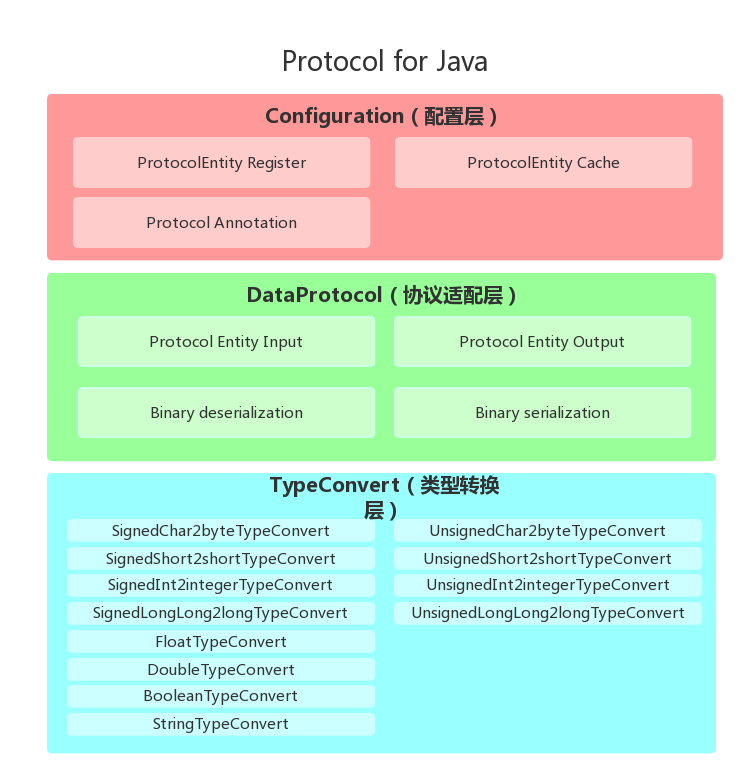 Protocol for Java
Configuration（配置层）
ProtocolEntity Register
ProtocolEntity Cache
Protocol Annotation
DataProtocol（协议适配层）
Protocol Entity Input
Protocol Entity Output
Binary deserialization
Binary serialization
TypeConvert（类型转换
层）
SignedChar2byteTypeConvert
UnsignedChar2byteTypeConvert
SignedShort2shortTypeConvert
UnsignedShort2shortTypeConvert
SignedInt2integerTypeConvert
UnsignedInt2integerTypeConvert
SignedLongLong2longTypeConvert
UnsignedLongLong2longTypeConvert
FloatTypeConvert
DoubleTypeConvert
BooleanTypeConvert
StringTypeConvert